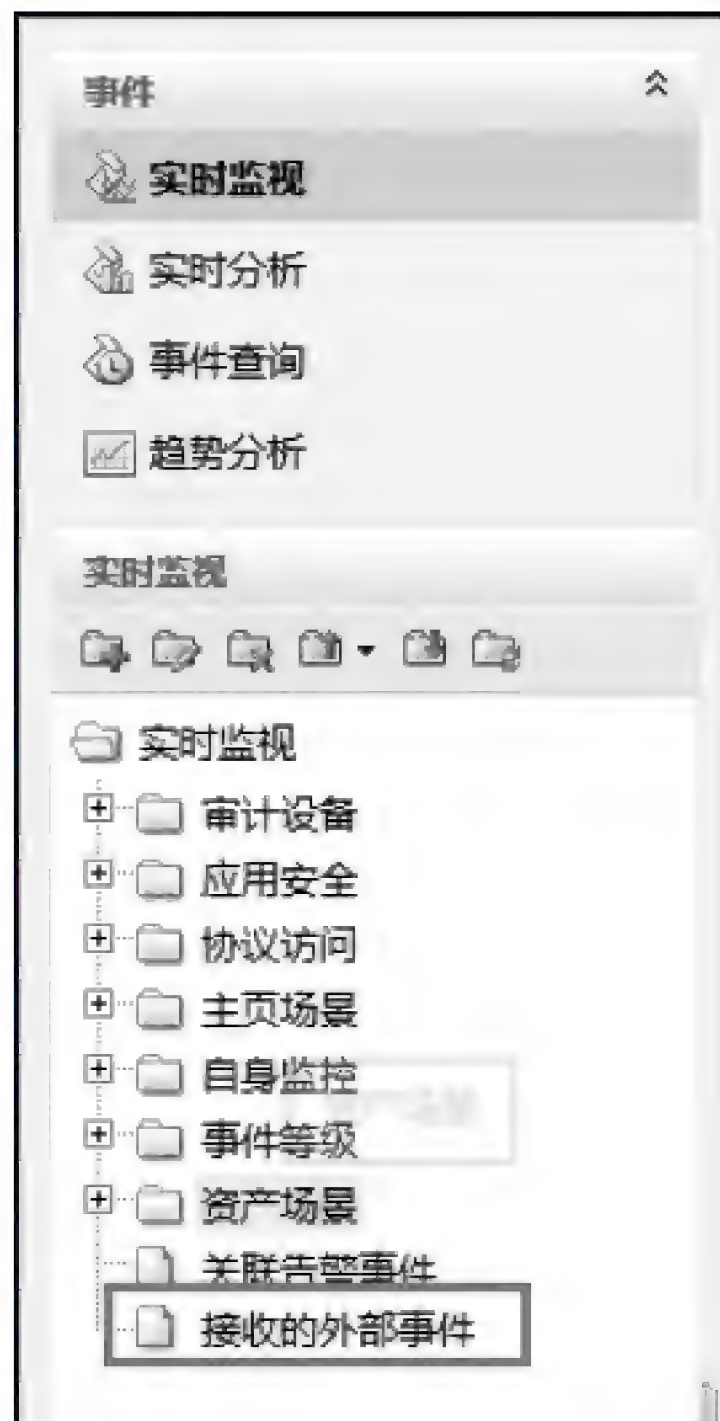 事件
实时监视
实时分析
事件查询
趋势分析
实时监视
实时监视
审计设备
应用安全
协议访问
主页场景
自身监控
事件等级
资产场景
关联告警事件
接收的外部事件